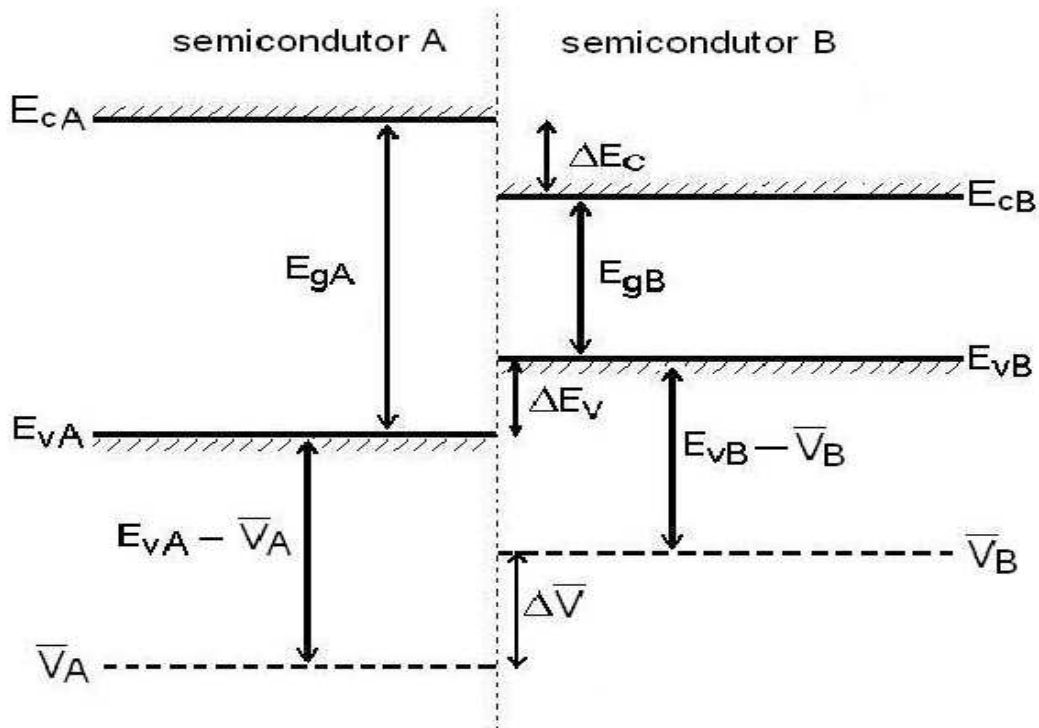 semicondutor A
semicondutor B
EcA
ΔEc
EcB
EgA
EgB
EvB
ΔEv
EvA
EvB − V̅B
EvA − V̅A
V̅B
ΔV̅
V̅A